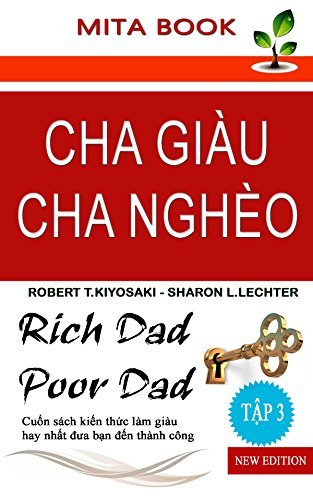 MITA BOOK
CHA GIÀU
CHA NGHÈO
ROBERT T.KIYOSAKI - SHARON L.LECHTER
Rich Dad
Poor Dad
Cuốn sách kiến thức làm giàu
hay nhất đưa bạn đến thành công
TẬP 3
NEW EDITION